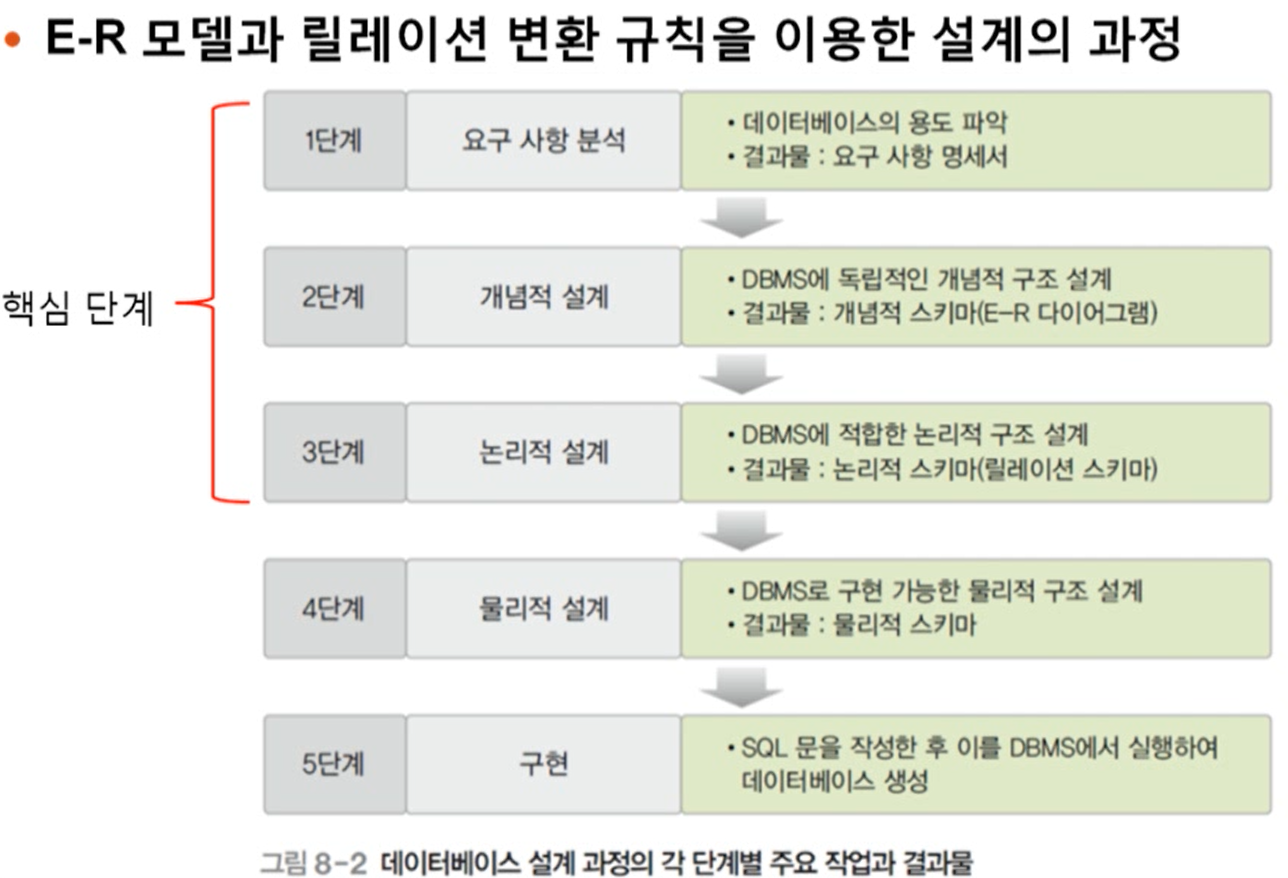 • E-R 모델과 릴레이션 변환 규칙을 이용한 설계의 과정
핵심 단계
1단계
요구 사항 분석
• 데이터베이스의 용도 파악
• 결과물 : 요구 사항 명세서
2단계
개념적 설계
• DBMS에 독립적인 개념적 구조 설계
• 결과물 : 개념적 스키마(E-R 다이어그램)
3단계
논리적 설계
• DBMS에 적합한 논리적 구조 설계
• 결과물 : 논리적 스키마(릴레이션 스키마)
4단계
물리적 설계
• DBMS로 구현 가능한 물리적 구조 설계
• 결과물 : 물리적 스키마
5단계
구현
• SQL 문을 작성한 후 이를 DBMS에서 실행하여
데이터베이스 생성
그림 8-2 데이터베이스 설계 과정의 각 단계별 주요 작업과 결과물